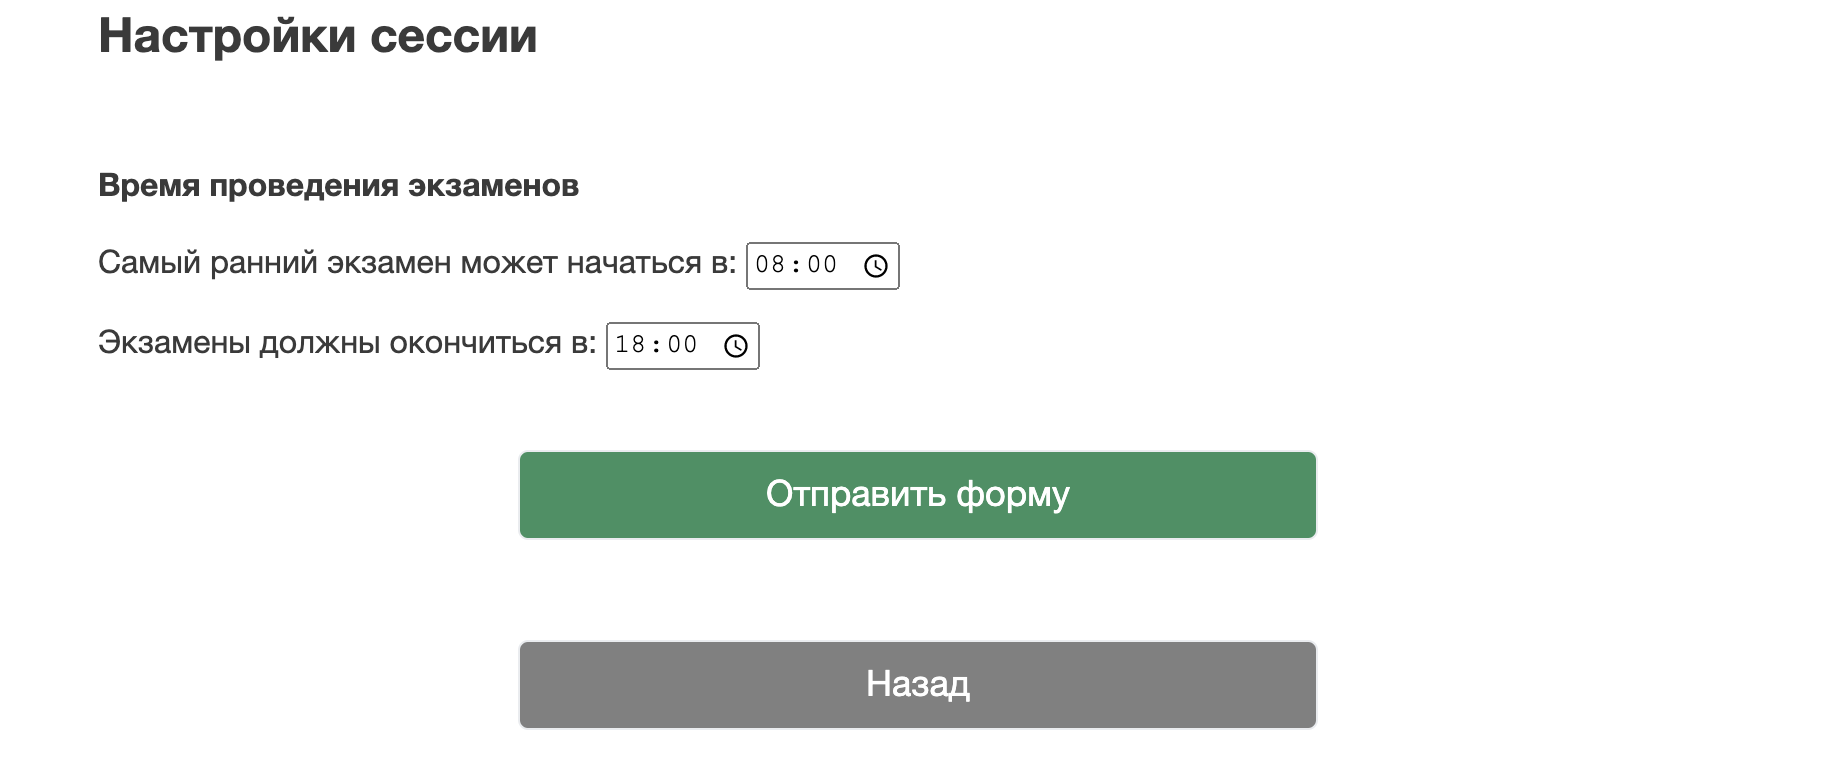 Настройки сессии
Время проведения экзаменов
Самый ранний экзамен может начаться в: 08:00
Экзамены должны окончиться в: 18:00
Отправить форму
Назад